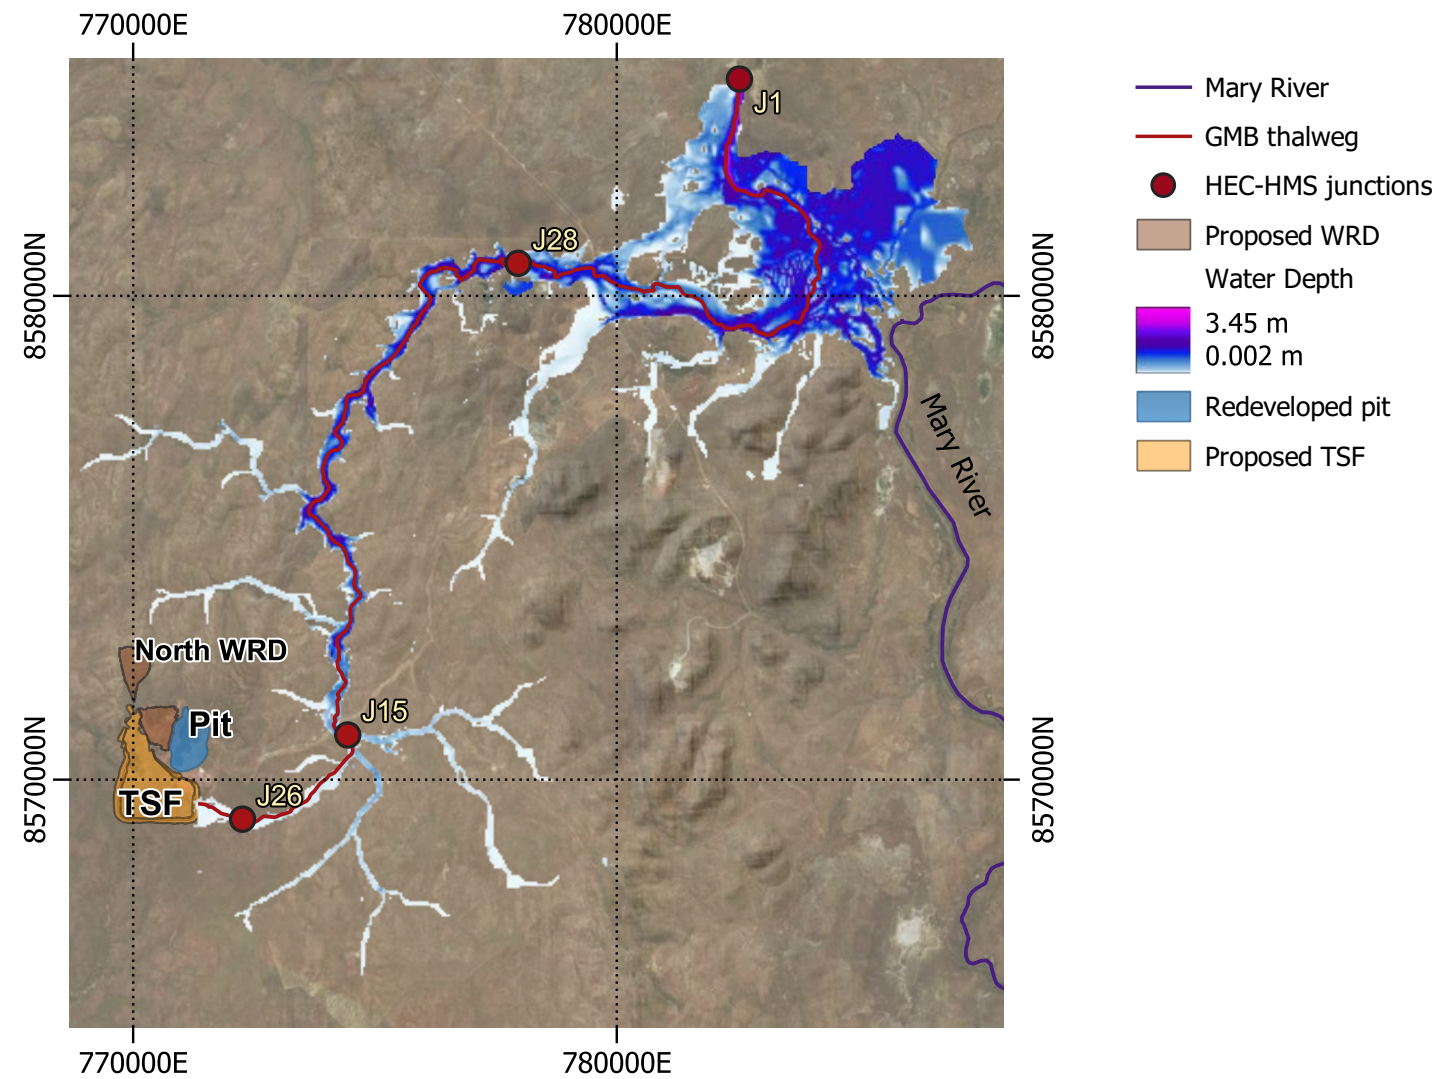 770000E
780000E
J1
Mary River
GMB thalweg
HEC-HMS junctions
Proposed WRD
Water Depth
3.45 m
0.002 m
Redeveloped pit
Proposed TSF
J28
8580000N
8580000N
Mary River
North WRD
J15
Pit
8570000N
8570000N
J26
TSF
770000E
780000E